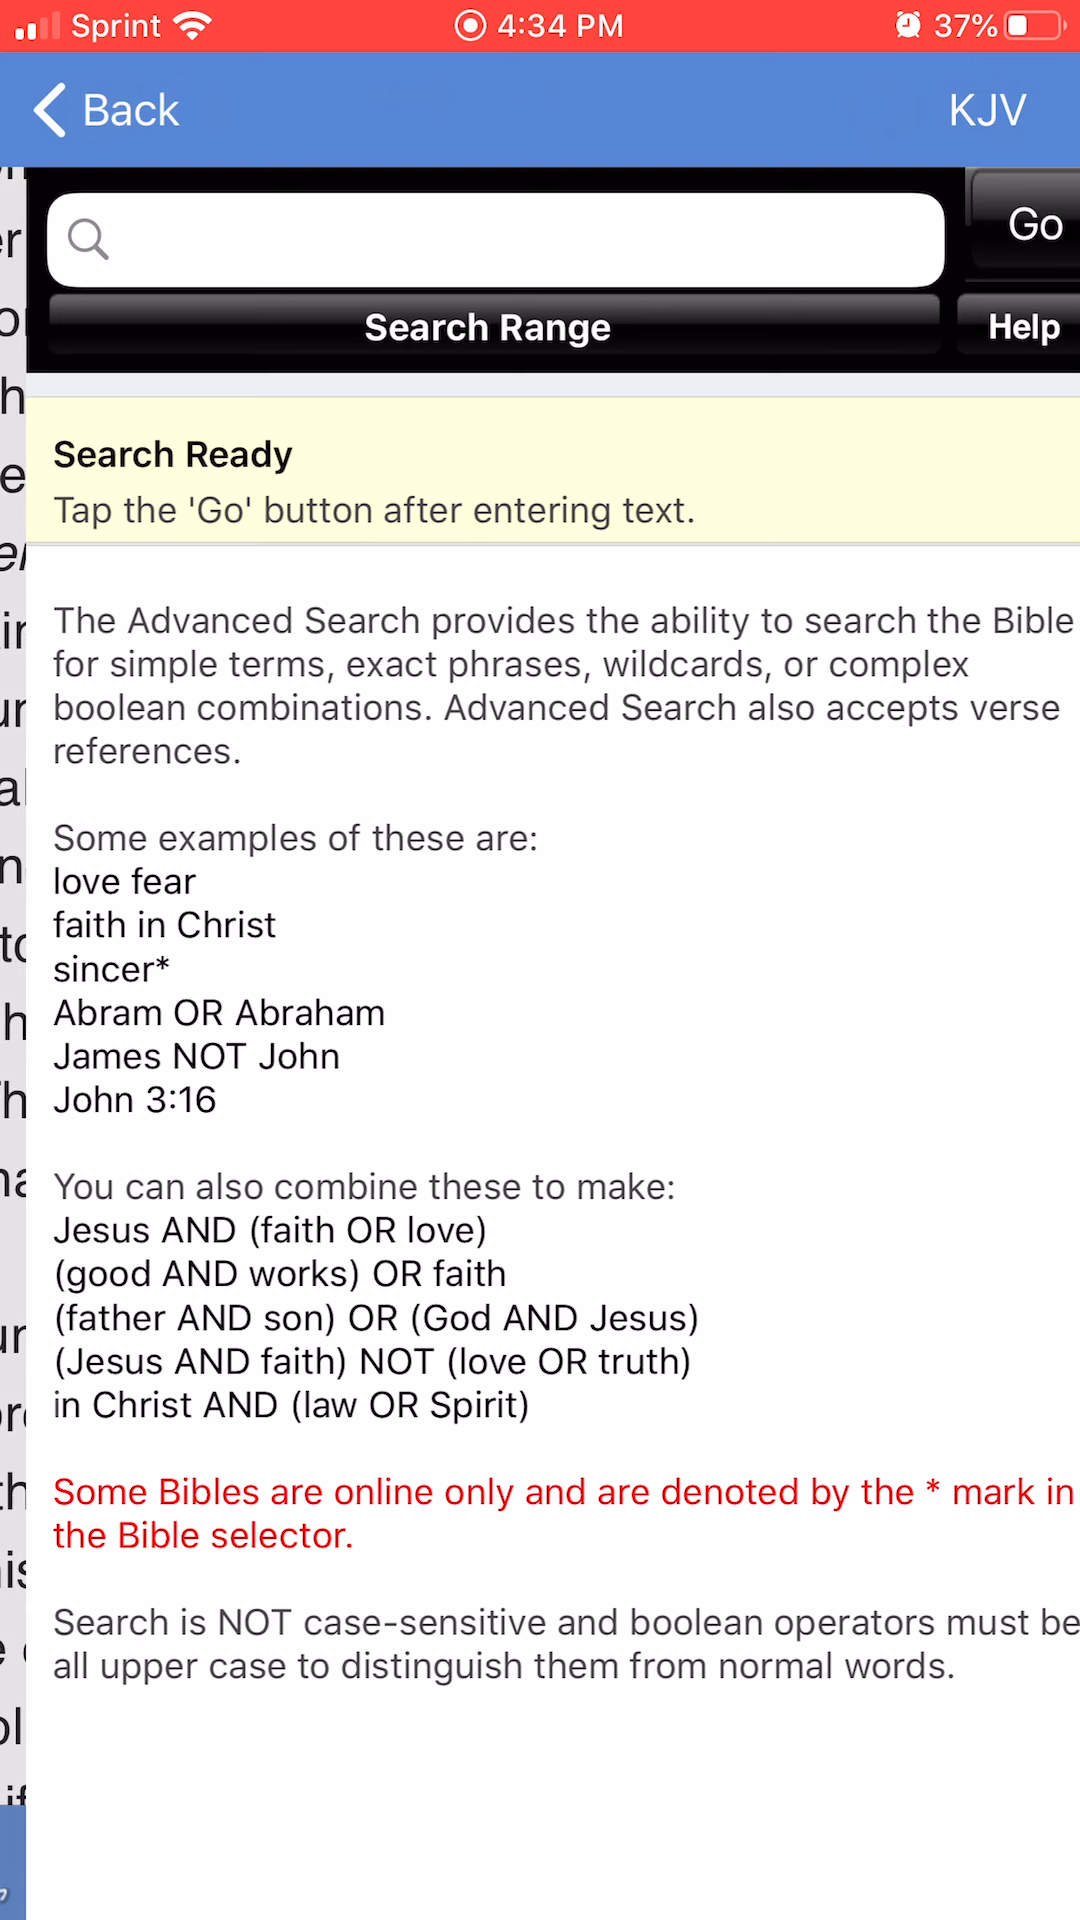 Sprint 4:34 PM 37%
Back KJV
Go
Search Range Help
Search Ready
Tap the 'Go' button after entering text.
The Advanced Search provides the ability to search the Bible
for simple terms, exact phrases, wildcards, or complex
boolean combinations. Advanced Search also accepts verse
references.
Some examples of these are:
love fear
faith in Christ
sincer*
Abram OR Abraham
James NOT John
John 3:16
You can also combine these to make:
Jesus AND (faith OR love)
(good AND works) OR faith
(father AND son) OR (God AND Jesus)
(Jesus AND faith) NOT (love OR truth)
in Christ AND (law OR Spirit)
Some Bibles are online only and are denoted by the * mark in
the Bible selector.
Search is NOT case-sensitive and boolean operators must be
all upper case to distinguish them from normal words.